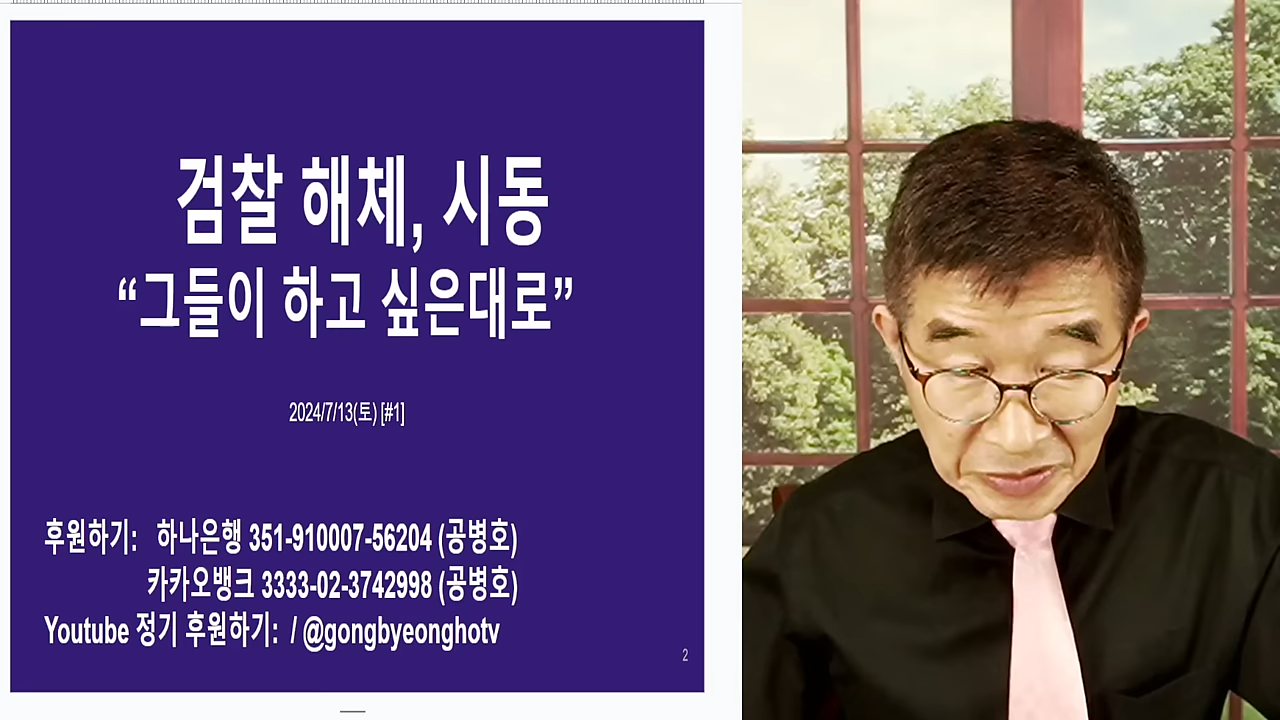 검찰 해체, 시동
“그들이 하고 싶은대로”
2024/7/13(토) [#1]
후원하기: 하나은행 351-910007-56204 (공병호)
카카오뱅크 3333-02-3742998 (공병호)
Youtube 정기 후원하기: / @gongbyeonghotv
2